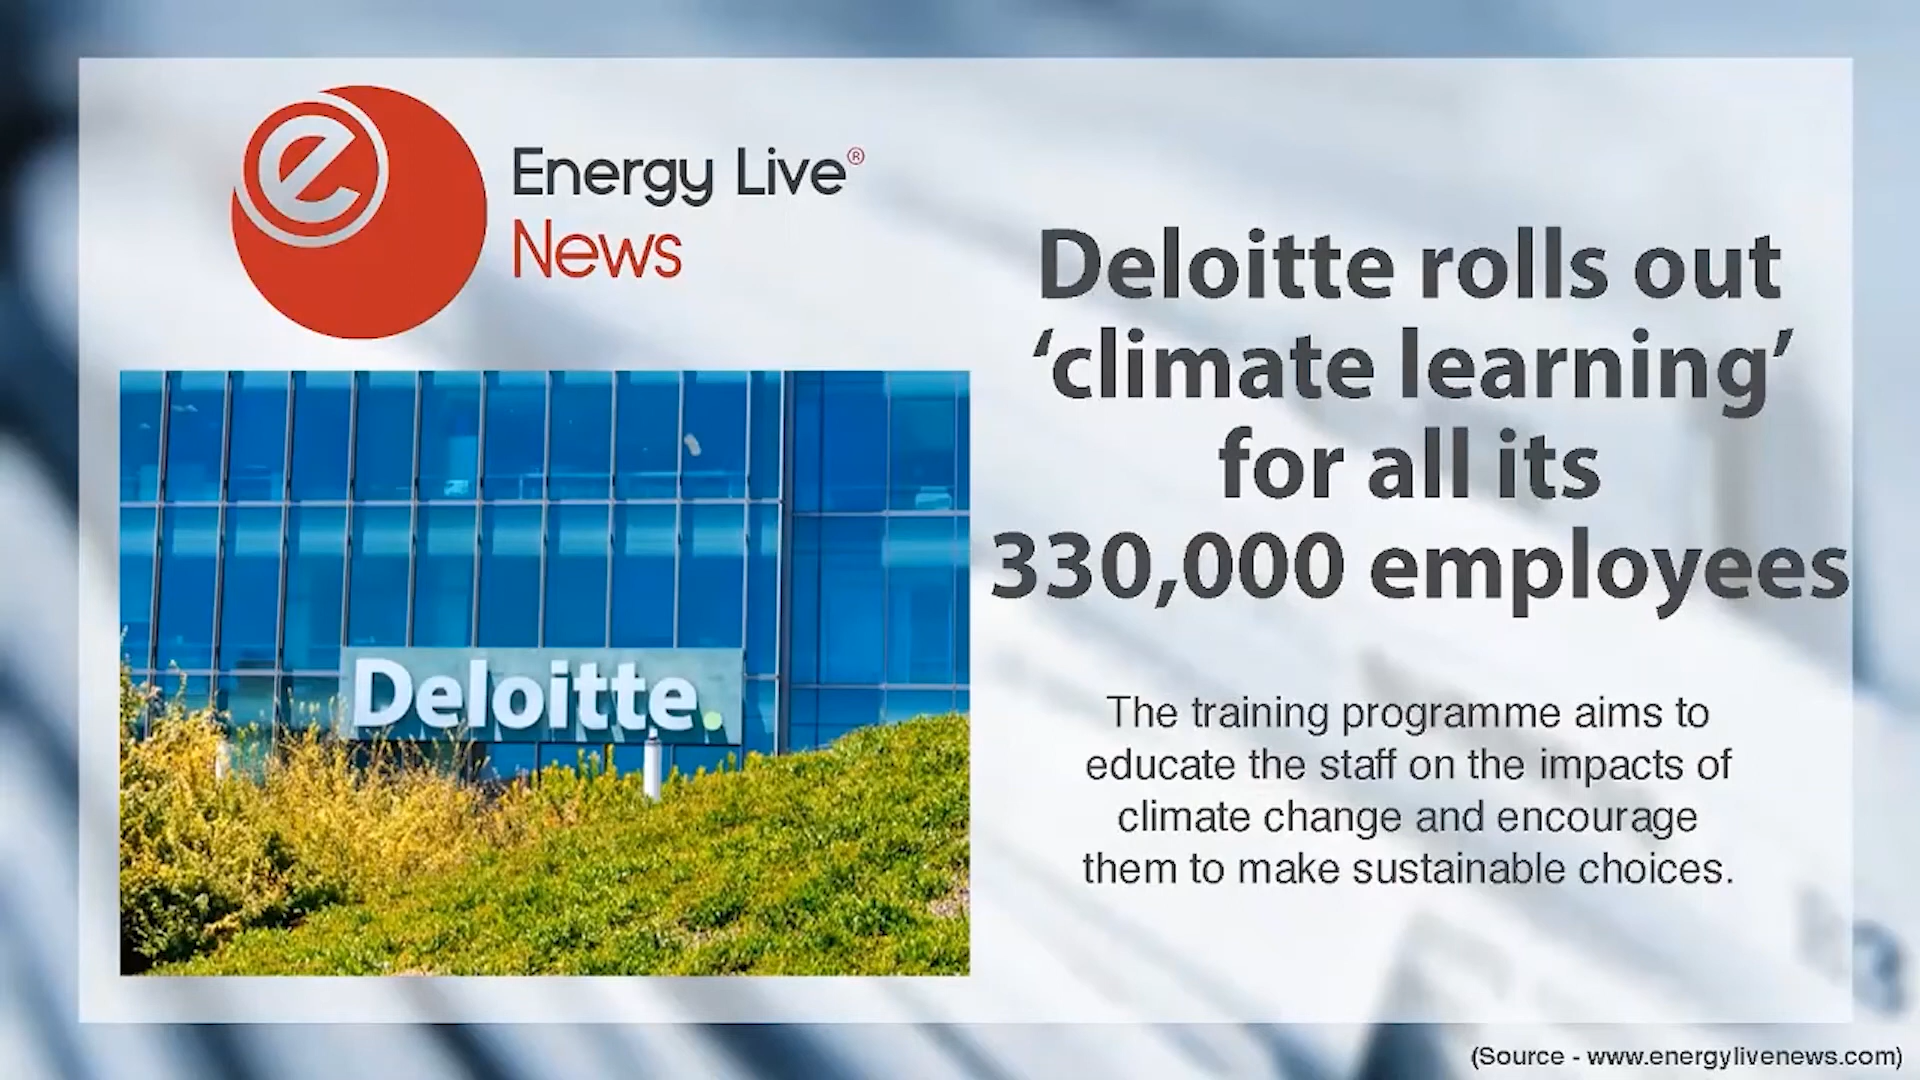 e
Energy Live®
News
Deloitte rolls out
‘climate learning’
for all its
330,000 employees
Deloitte.
The training programme aims to
educate the staff on the impacts of
climate change and encourage
them to make sustainable choices.
(Source - www.energylivenews.com)